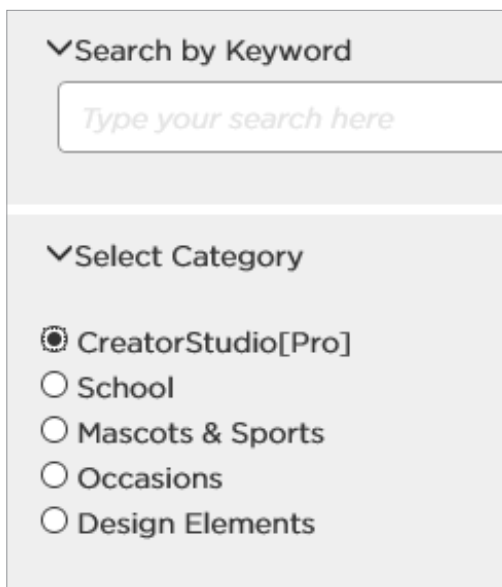 Search by Keyword
Type your search here
Select Category
CreatorStudio[Pro]
School
Mascots & Sports
Occasions
Design Elements